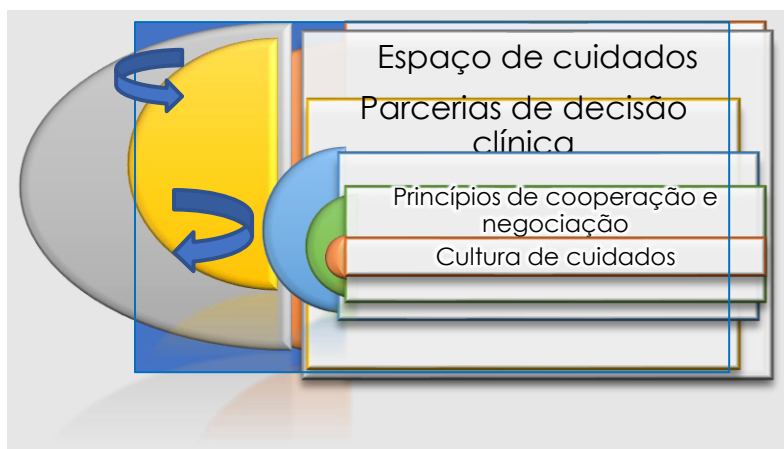 Espaço de cuidados
Parcerias de decisão
clínica
Princípios de cooperação e
negociação
Cultura de cuidados